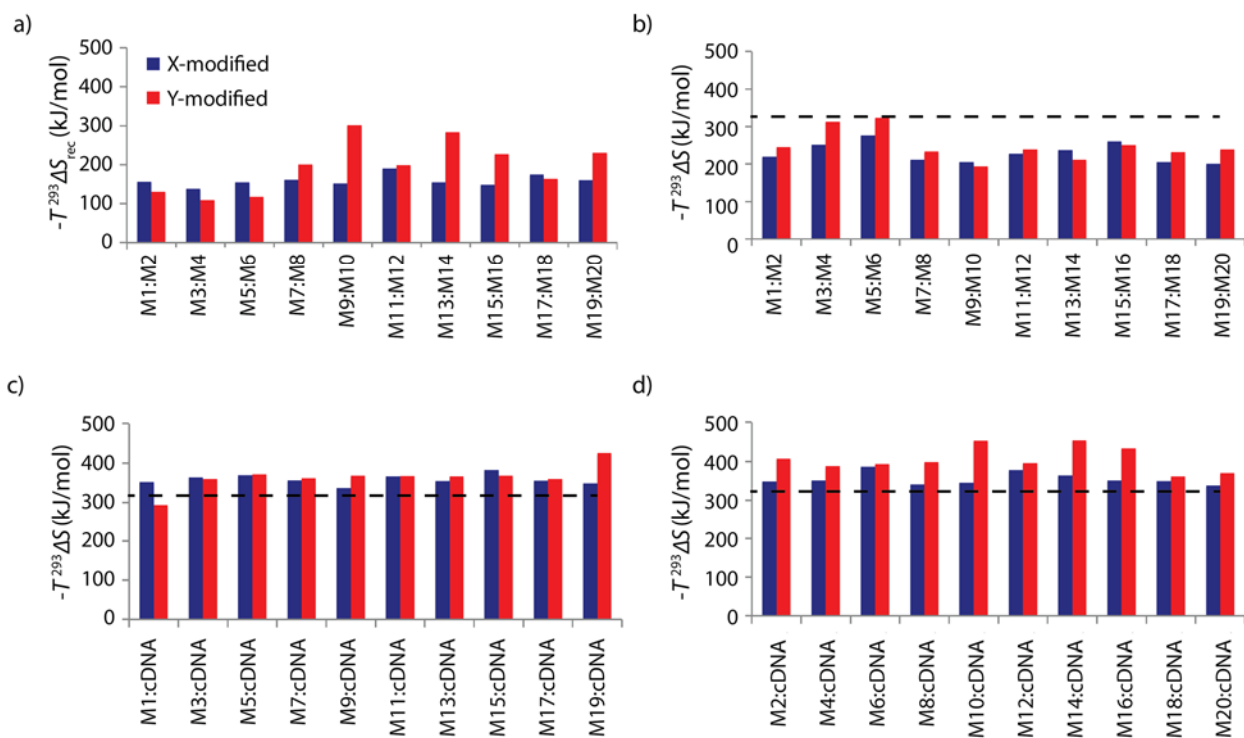 a)
500
400
300
200
100
0
-T²⁹³ΔS_rec (kJ/mol)
X-modified
Y-modified
M1:M2
M3:M4
M5:M6
M7:M8
M9:M10
M11:M12
M13:M14
M15:M16
M17:M18
M19:M20
b)
500
400
300
200
100
0
-T²⁹³ΔS (kJ/mol)
M1:M2
M3:M4
M5:M6
M7:M8
M9:M10
M11:M12
M13:M14
M15:M16
M17:M18
M19:M20
c)
500
400
300
200
100
0
-T²⁹³ΔS (kJ/mol)
M1:cDNA
M3:cDNA
M5:cDNA
M7:cDNA
M9:cDNA
M11:cDNA
M13:cDNA
M15:cDNA
M17:cDNA
M19:cDNA
d)
500
400
300
200
100
0
-T²⁹³ΔS (kJ/mol)
M2:cDNA
M4:cDNA
M6:cDNA
M8:cDNA
M10:cDNA
M12:cDNA
M14:cDNA
M16:cDNA
M18:cDNA
M20:cDNA